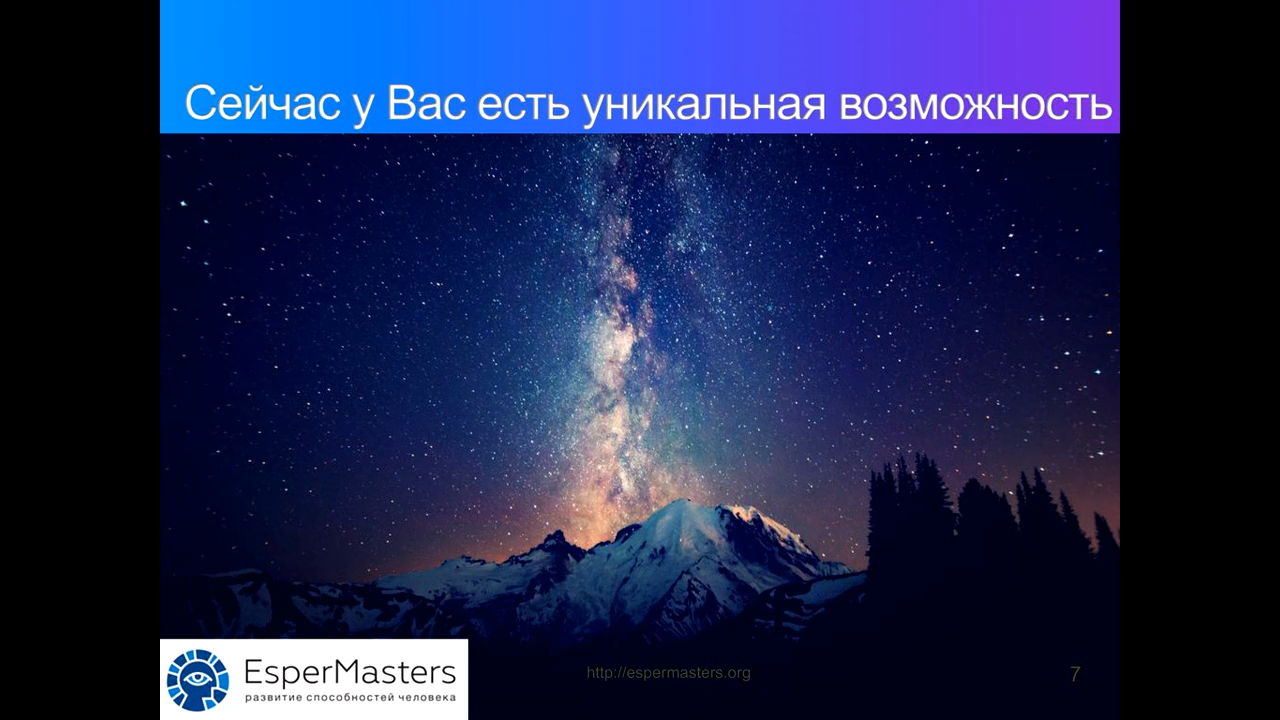 Сейчас у Вас есть уникальная возможность
EsperMasters
развитие способностей человека
http://espermasters.org
7